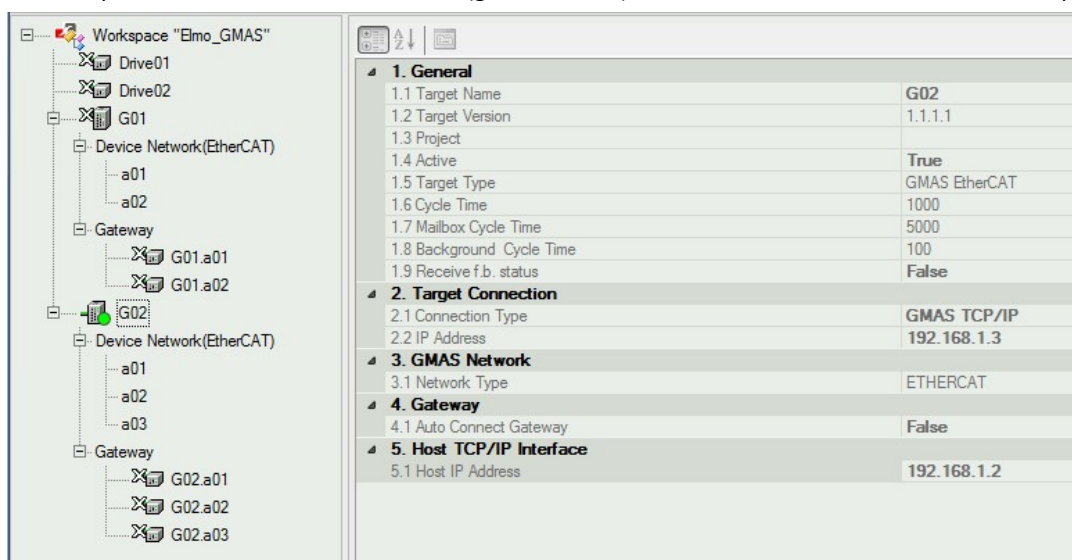 Workspace "Elmo_GMAS"
Drive01
Drive02
G01
Device Network(EtherCAT)
a01
a02
Gateway
G01.a01
G01.a02
G02
Device Network(EtherCAT)
a01
a02
a03
Gateway
G02.a01
G02.a02
G02.a03
1. General
1.1 Target Name G02
1.2 Target Version 1.1.1.1
1.3 Project
1.4 Active True
1.5 Target Type GMAS EtherCAT
1.6 Cycle Time 1000
1.7 Mailbox Cycle Time 5000
1.8 Background Cycle Time 100
1.9 Receive f.b. status False
2. Target Connection
2.1 Connection Type GMAS TCP/IP
2.2 IP Address 192.168.1.3
3. GMAS Network
3.1 Network Type ETHERCAT
4. Gateway
4.1 Auto Connect Gateway False
5. Host TCP/IP Interface
5.1 Host IP Address 192.168.1.2